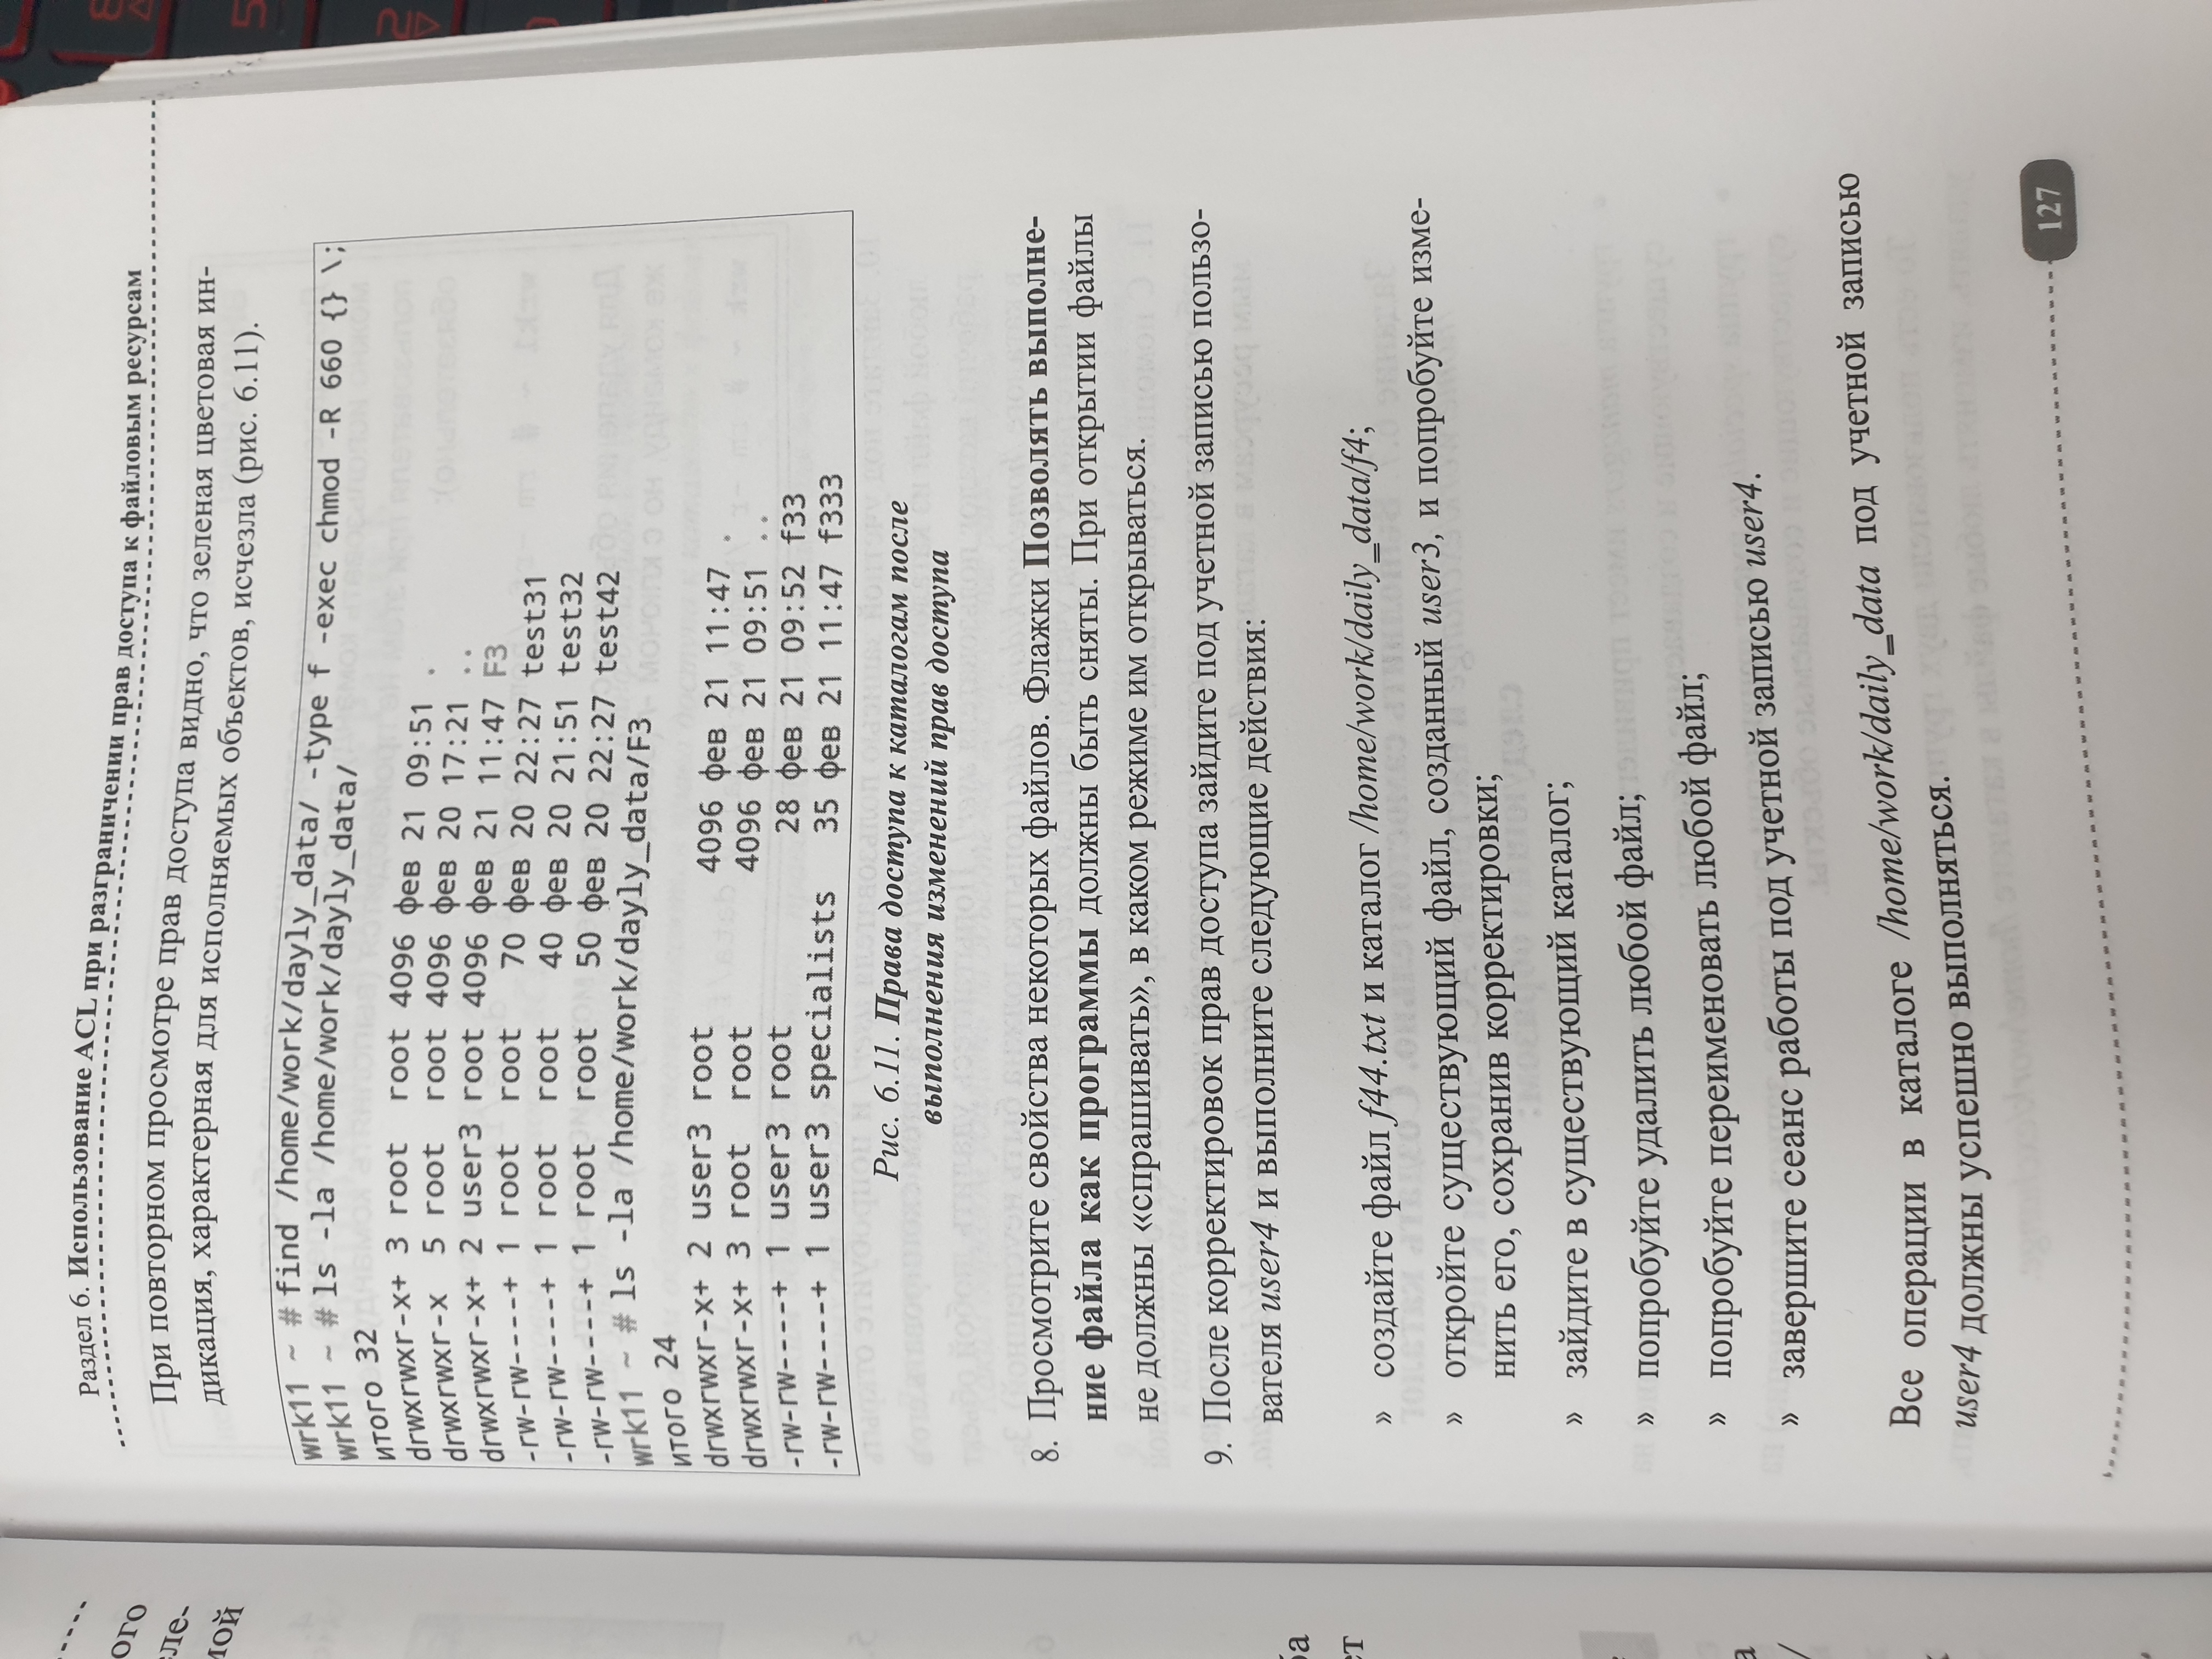 Раздел 6. Использование ACL при разграничении прав доступа к файловым ресурсам
При повторном просмотре прав доступа видно, что зеленая цветовая ин-
дикация, характерная для исполняемых объектов, исчезла (рис. 6.11).
wrk11 ~ # find /home/work/dayly_data/ -type f -exec chmod -R 660 {} \;
wrk11 ~ # ls -la /home/work/dayly_data/
итого 32
drwxrwxr-x+ 3 root root 4096 фев 21 09:51 .
drwxrwxr-x 5 root root 4096 фев 20 17:21 ..
drwxrwxr-x+ 2 user3 root 4096 фев 21 11:47 F3
-rw-rw----+ 1 root root 70 фев 20 22:27 test31
-rw-rw----+ 1 root root 40 фев 20 21:51 test32
-rw-rw----+ 1 root root 50 фев 20 22:27 test42
wrk11 ~ # ls -la /home/work/dayly_data/F3
итого 24
drwxrwxr-x+ 2 user3 root 4096 фев 21 11:47 .
drwxrwxr-x+ 3 root root 4096 фев 21 09:51 ..
-rw-rw----+ 1 user3 root 28 фев 21 09:52 f33
-rw-rw----+ 1 user3 specialists 35 фев 21 11:47 f333
Рис. 6.11. Права доступа к каталогам после
выполнения изменений прав доступа
8. Просмотрите свойства некоторых файлов. Флажки Позволять выполне-
ние файла как программы должны быть сняты. При открытии файлы
не должны «спрашивать», в каком режиме им открываться.
9. После корректировок прав доступа зайдите под учетной записью пользо-
вателя user4 и выполните следующие действия:
» создайте файл f44.txt и каталог /home/work/daily_data/f4;
» откройте существующий файл, созданный user3, и попробуйте изме-
нить его, сохранив корректировки;
» зайдите в существующий каталог;
» попробуйте удалить любой файл;
» попробуйте переименовать любой файл;
» завершите сеанс работы под учетной записью user4.
Все операции в каталоге /home/work/daily_data под учетной записью
user4 должны успешно выполняться.
127